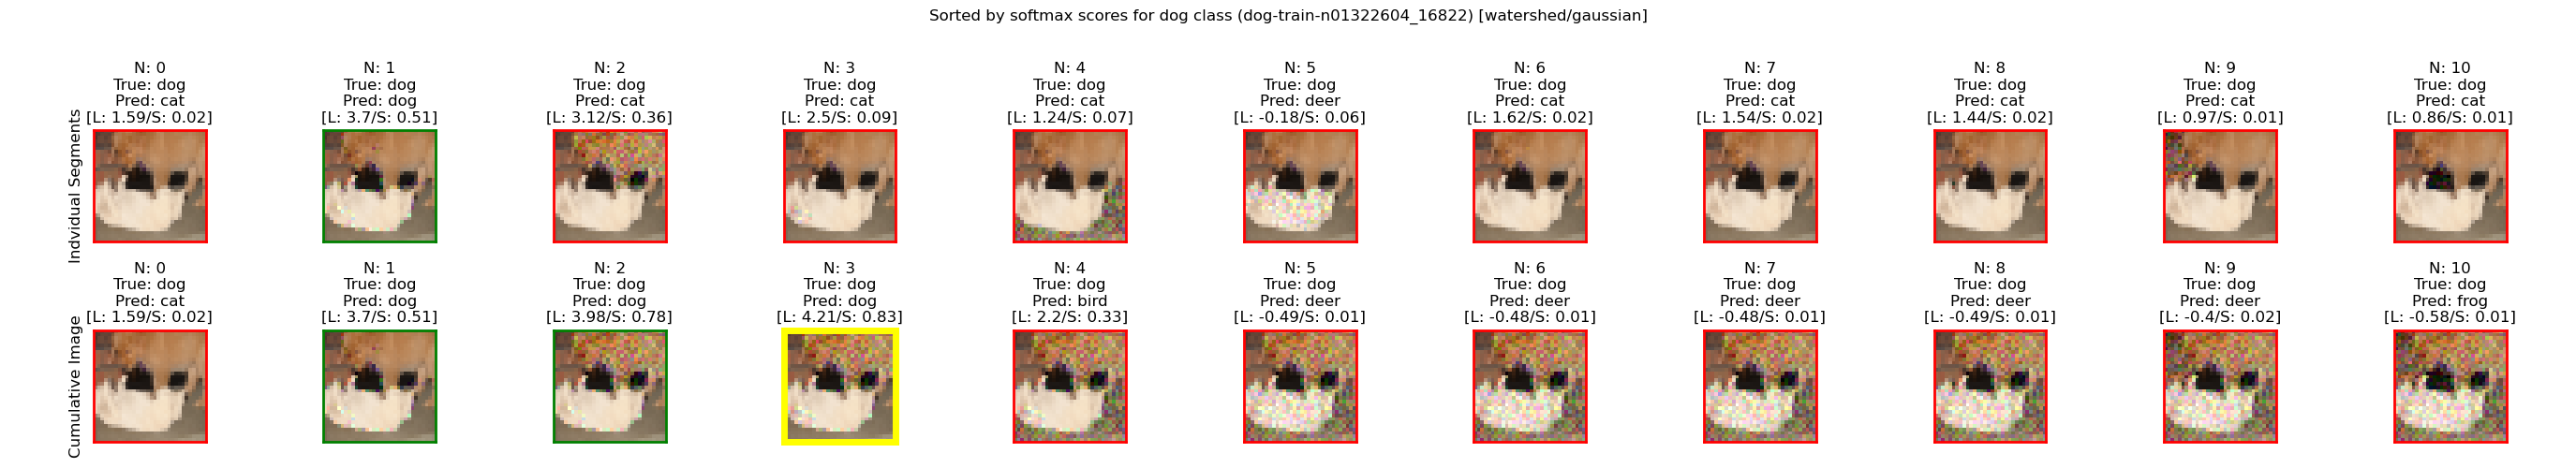 Sorted by softmax scores for dog class (dog-train-n01322604_16822) [watershed/gaussian]
Indvidual Segments
N: 0
True: dog
Pred: cat
[L: 1.59/S: 0.02]
N: 1
True: dog
Pred: dog
[L: 3.7/S: 0.51]
N: 2
True: dog
Pred: cat
[L: 3.12/S: 0.36]
N: 3
True: dog
Pred: cat
[L: 2.5/S: 0.09]
N: 4
True: dog
Pred: cat
[L: 1.24/S: 0.07]
N: 5
True: dog
Pred: deer
[L: -0.18/S: 0.06]
N: 6
True: dog
Pred: cat
[L: 1.62/S: 0.02]
N: 7
True: dog
Pred: cat
[L: 1.54/S: 0.02]
N: 8
True: dog
Pred: cat
[L: 1.44/S: 0.02]
N: 9
True: dog
Pred: cat
[L: 0.97/S: 0.01]
N: 10
True: dog
Pred: cat
[L: 0.86/S: 0.01]
Cumulative Image
N: 0
True: dog
Pred: cat
[L: 1.59/S: 0.02]
N: 1
True: dog
Pred: dog
[L: 3.7/S: 0.51]
N: 2
True: dog
Pred: dog
[L: 3.98/S: 0.78]
N: 3
True: dog
Pred: dog
[L: 4.21/S: 0.83]
N: 4
True: dog
Pred: bird
[L: 2.2/S: 0.33]
N: 5
True: dog
Pred: deer
[L: -0.49/S: 0.01]
N: 6
True: dog
Pred: deer
[L: -0.48/S: 0.01]
N: 7
True: dog
Pred: deer
[L: -0.48/S: 0.01]
N: 8
True: dog
Pred: deer
[L: -0.49/S: 0.01]
N: 9
True: dog
Pred: deer
[L: -0.4/S: 0.02]
N: 10
True: dog
Pred: frog
[L: -0.58/S: 0.01]